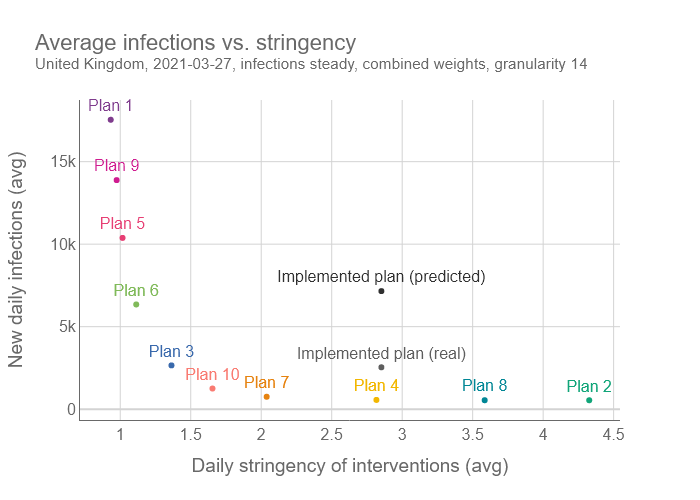 Average infections vs. stringency
United Kingdom, 2021-03-27, infections steady, combined weights, granularity 14
New daily infections (avg)
15k
10k
5k
0
Plan 1
Plan 9
Plan 5
Plan 6
Implemented plan (predicted)
Plan 3
Implemented plan (real)
Plan 10
Plan 7
Plan 4
Plan 8
Plan 2
1
1.5
2
2.5
3
3.5
4
4.5
Daily stringency of interventions (avg)